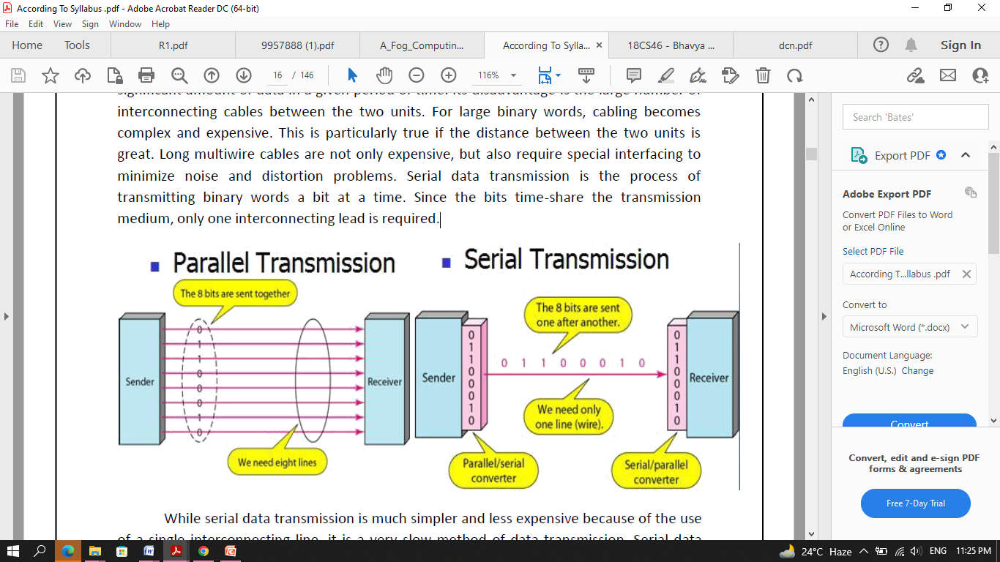 According To Syllabus .pdf - Adobe Acrobat Reader DC (64-bit)
File Edit View Sign Window Help
Home Tools R1.pdf 9957888 (1).pdf A_Fog_Computin... According To Sylla... × 18CS46 - Bhavya ... dcn.pdf Sign In
16 / 146 116%
significant amount of data in a given period of time. Its disadvantage is the large number of
interconnecting cables between the two units. For large binary words, cabling becomes
complex and expensive. This is particularly true if the distance between the two units is
great. Long multiwire cables are not only expensive, but also require special interfacing to
minimize noise and distortion problems. Serial data transmission is the process of
transmitting binary words a bit at a time. Since the bits time-share the transmission
medium, only one interconnecting lead is required.
Parallel Transmission
The 8 bits are sent together
Sender
0
1
1
0
0
0
1
0
Receiver
We need eight lines
Serial Transmission
The 8 bits are sent
one after another.
Sender
0
1
1
0
0
0
1
0
0 1 1 0 0 0 1 0
We need only
one line (wire).
0
1
1
0
0
0
1
0
Receiver
Parallel/serial
converter
Serial/parallel
converter
While serial data transmission is much simpler and less expensive because of the use
of a single interconnecting line, it is a very slow method of data transmission. Serial data
Search 'Bates'
Export PDF
Adobe Export PDF
Convert PDF Files to Word
or Excel Online
Select PDF File
According T...llabus .pdf
Convert to
Microsoft Word (*.docx)
Document Language:
English (U.S.) Change
Convert
Convert, edit and e-sign PDF
forms & agreements
Free 7-Day Trial
24°C Haze ENG 11:25 PM